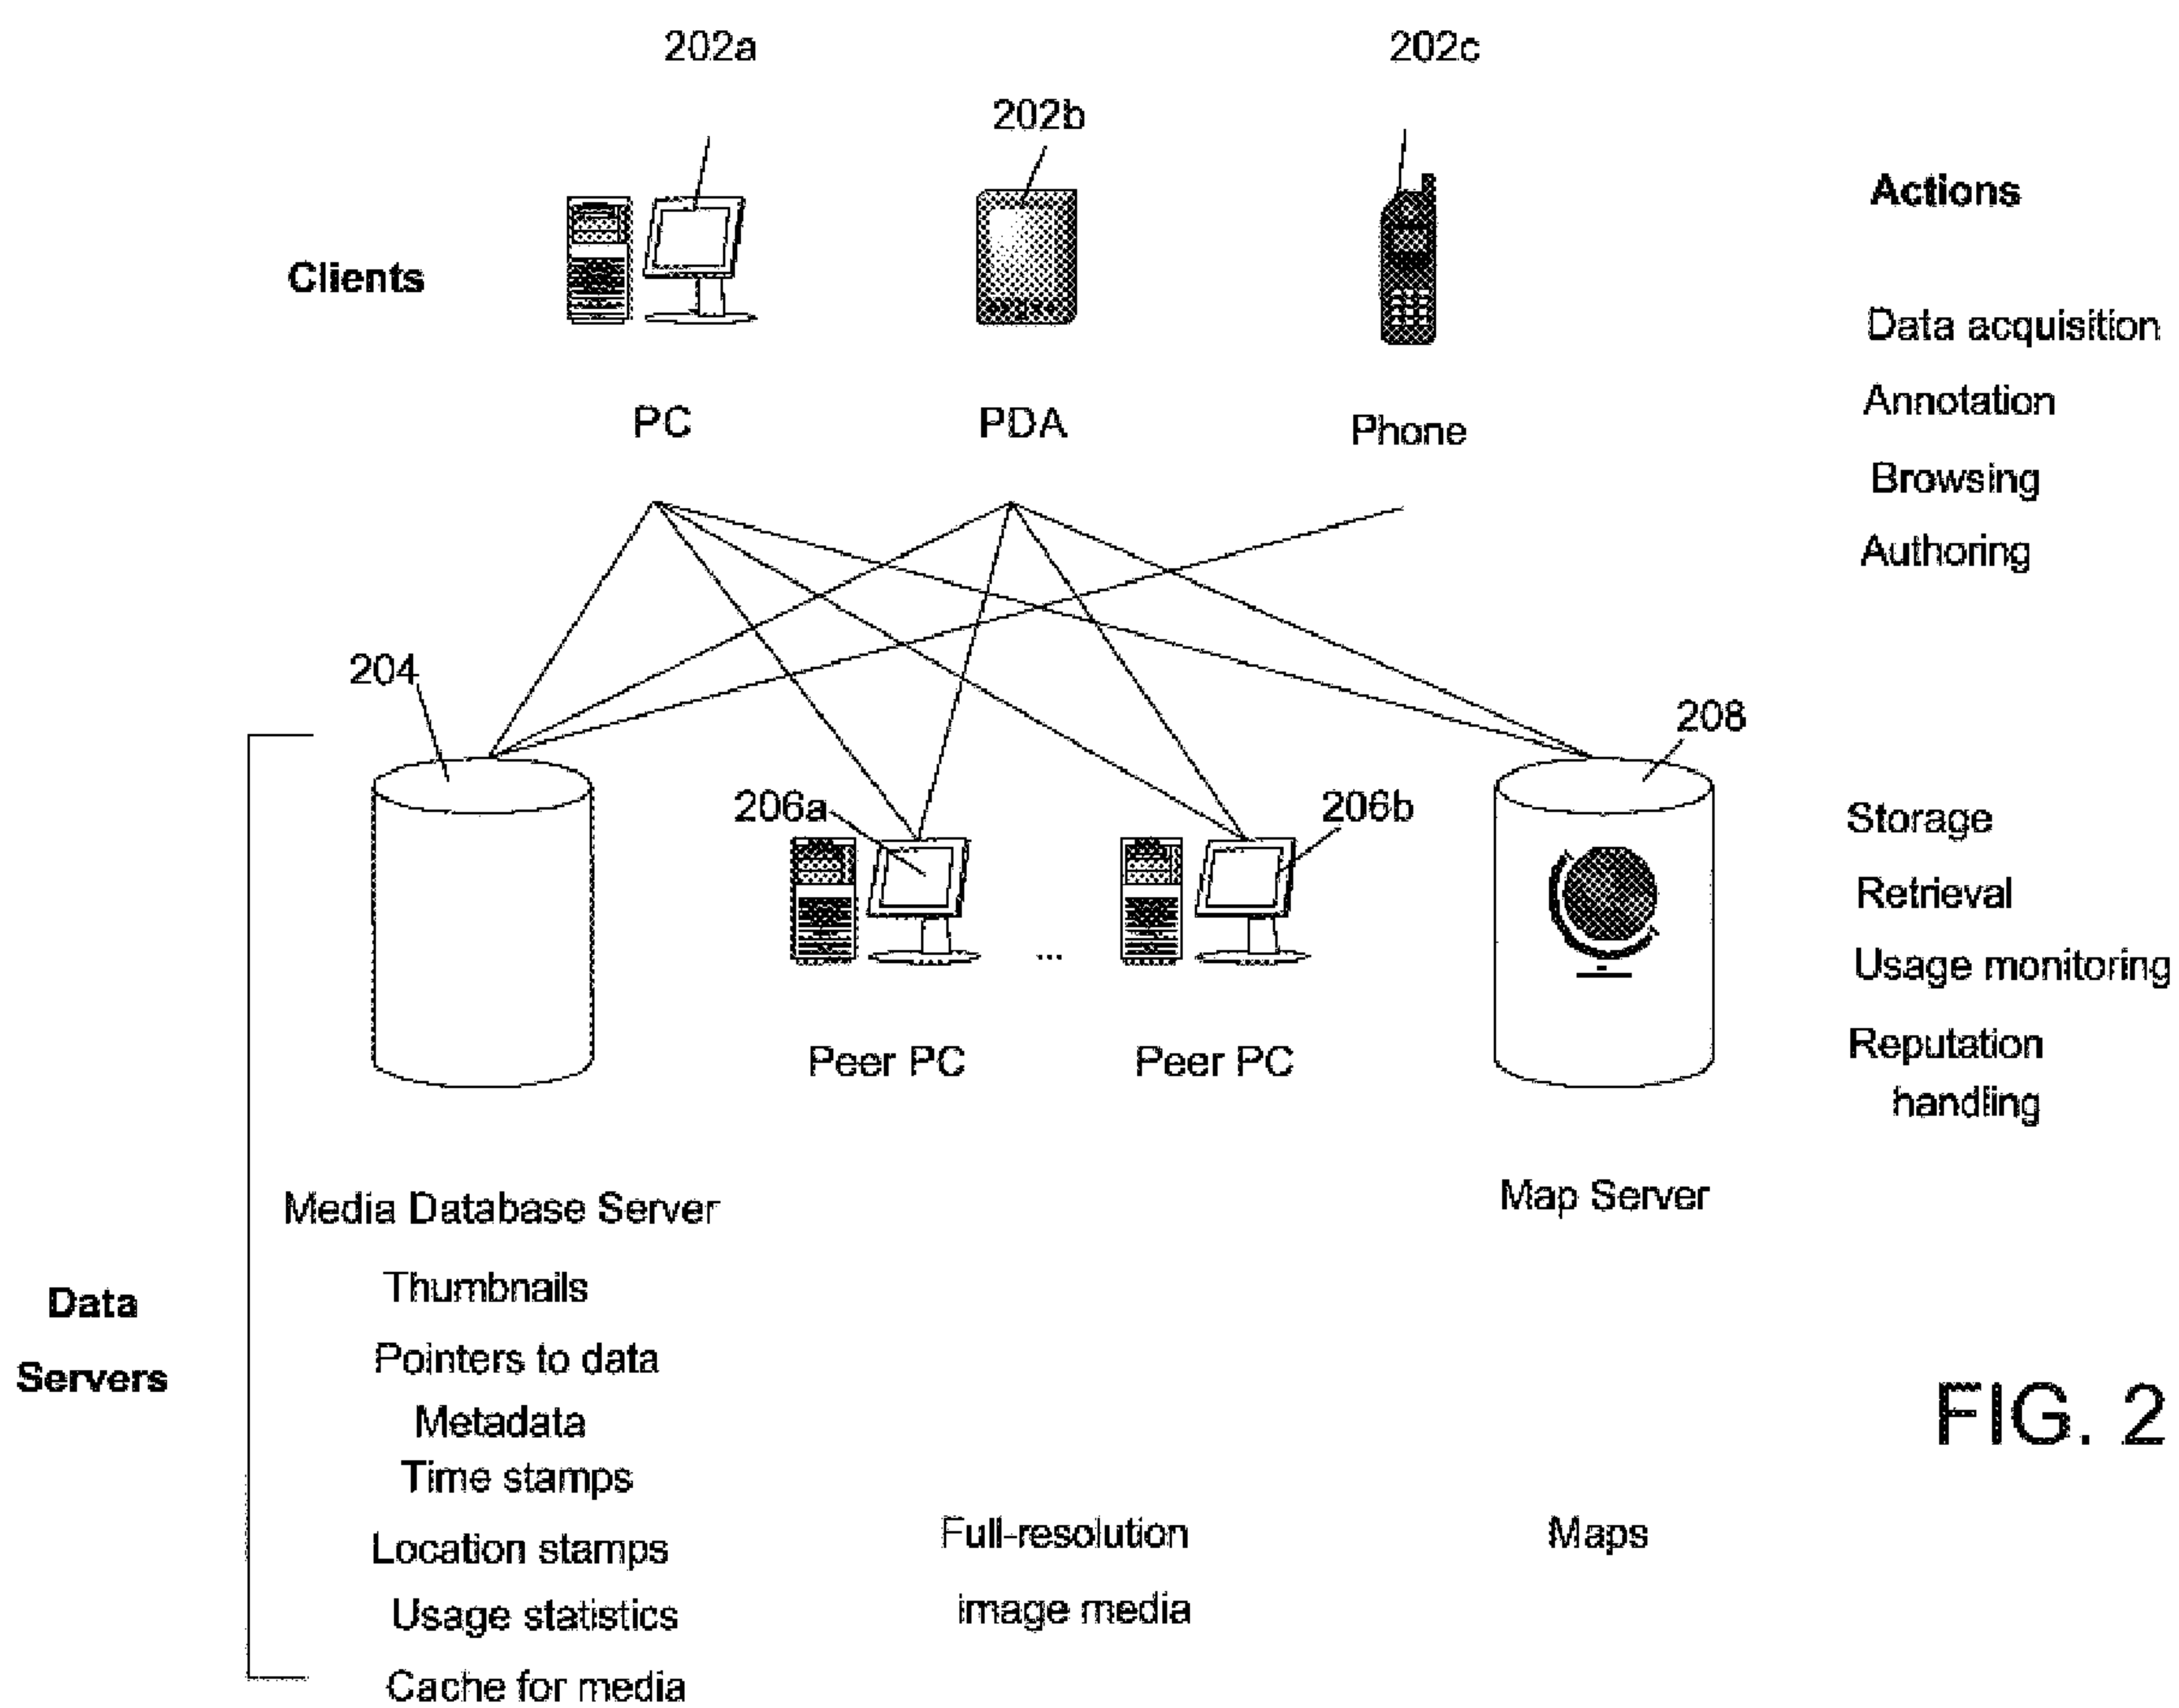 202a
202c
202b
Actions
Clients
Data acquisition
Annotation
PC
PDA
Phone
Browsing
Authoring
204
208
206a
206b
Storage
Retrieval
Usage monitoring
...
Peer PC
Peer PC
Reputation
handling
Media Database Server
Map Server
Thumbnails
Data
Servers
Pointers to data
Metadata
Time stamps
Location stamps
Usage statistics
Cache for media
Full-resolution
image media
Maps
FIG. 2